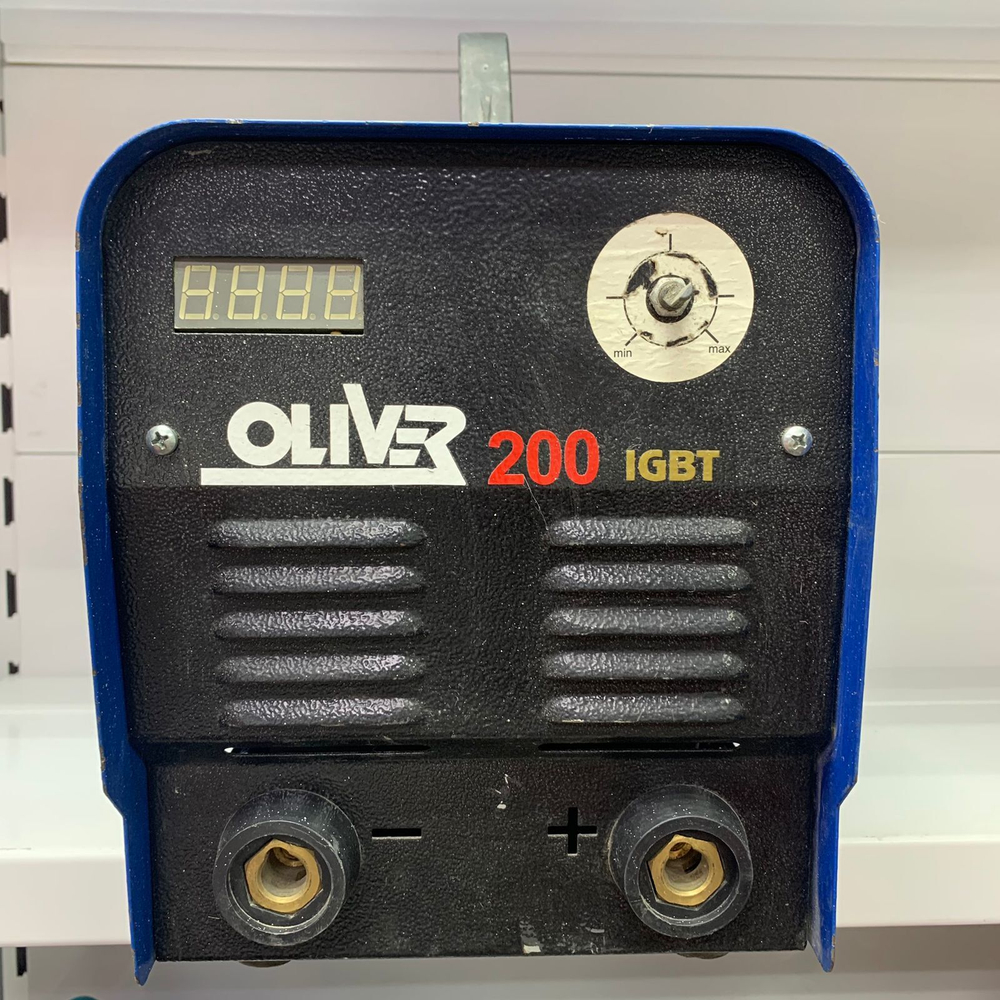 min max
OLIVER 200 IGBT
− +